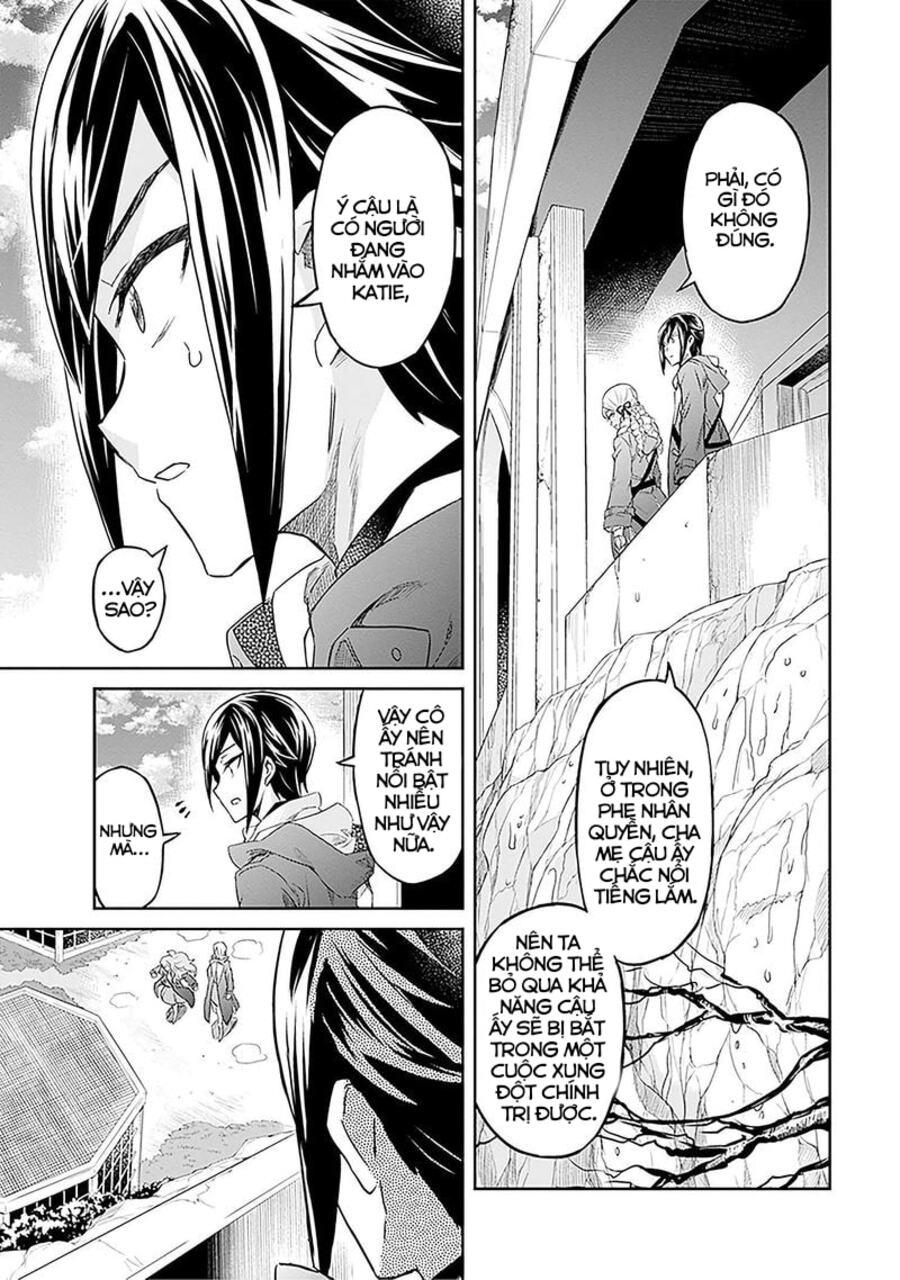 PHẢI, CÓ
GÌ ĐÓ
KHÔNG
ĐÚNG.
TUY NHIÊN,
Ở TRONG
PHE NHÂN
QUYỀN, CHA
MẸ CẬU ẤY
CHẮC NỔI
TIẾNG LẮM.
NÊN TA
KHÔNG THỂ
BỎ QUA KHẢ
NĂNG CẬU
ẤY SẼ BỊ BẮT
TRONG MỘT
CUỘC XUNG
ĐỘT CHÍNH
TRỊ ĐƯỢC.
Ý CẬU LÀ
CÓ NGƯỜI
ĐANG
NHẮM VÀO
KATIE,
...VẬY
SAO?
VẬY CÔ
ẤY NÊN
TRÁNH
NỔI BẬT
NHIỀU
NHƯ VẬY
NỮA.
NHƯNG
MÀ...